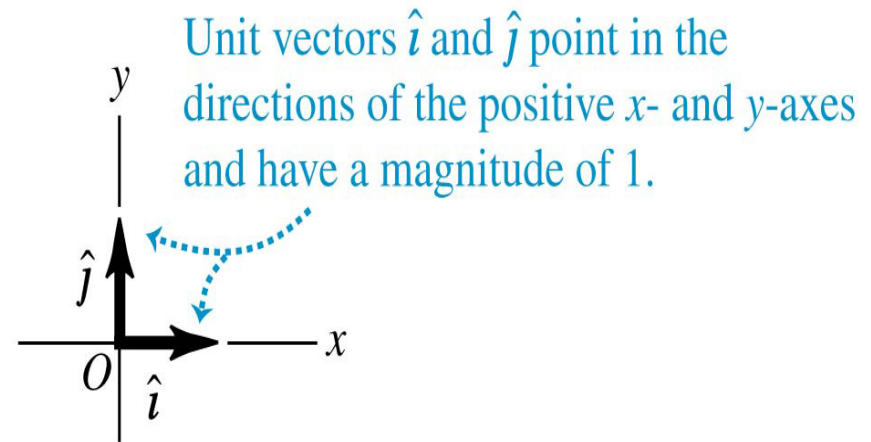 Unit vectors î and ĵ point in the
directions of the positive x- and y-axes
and have a magnitude of 1.
y
ĵ
x
O
î